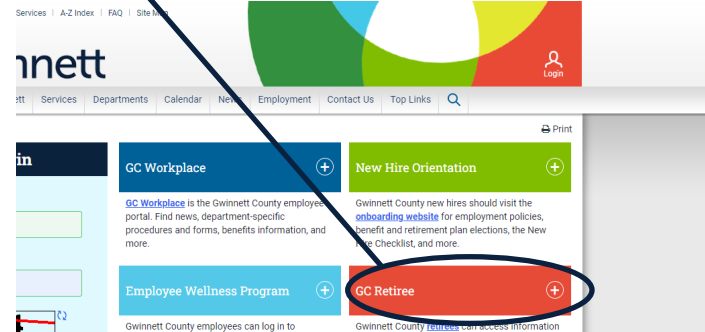 Services | A-Z Index | FAQ | Site Map
nnett
Login
ett Services Departments Calendar News Employment Contact Us Top Links
Print
in
GC Workplace
New Hire Orientation
GC Workplace is the Gwinnett County employee
portal. Find news, department-specific
procedures and forms, benefits information, and
more.
Gwinnett County new hires should visit the
onboarding website for employment policies,
benefit and retirement plan elections, the New
Hire Checklist, and more.
Employee Wellness Program
GC Retiree
Gwinnett County employees can log in to
Gwinnett County retirees can access information